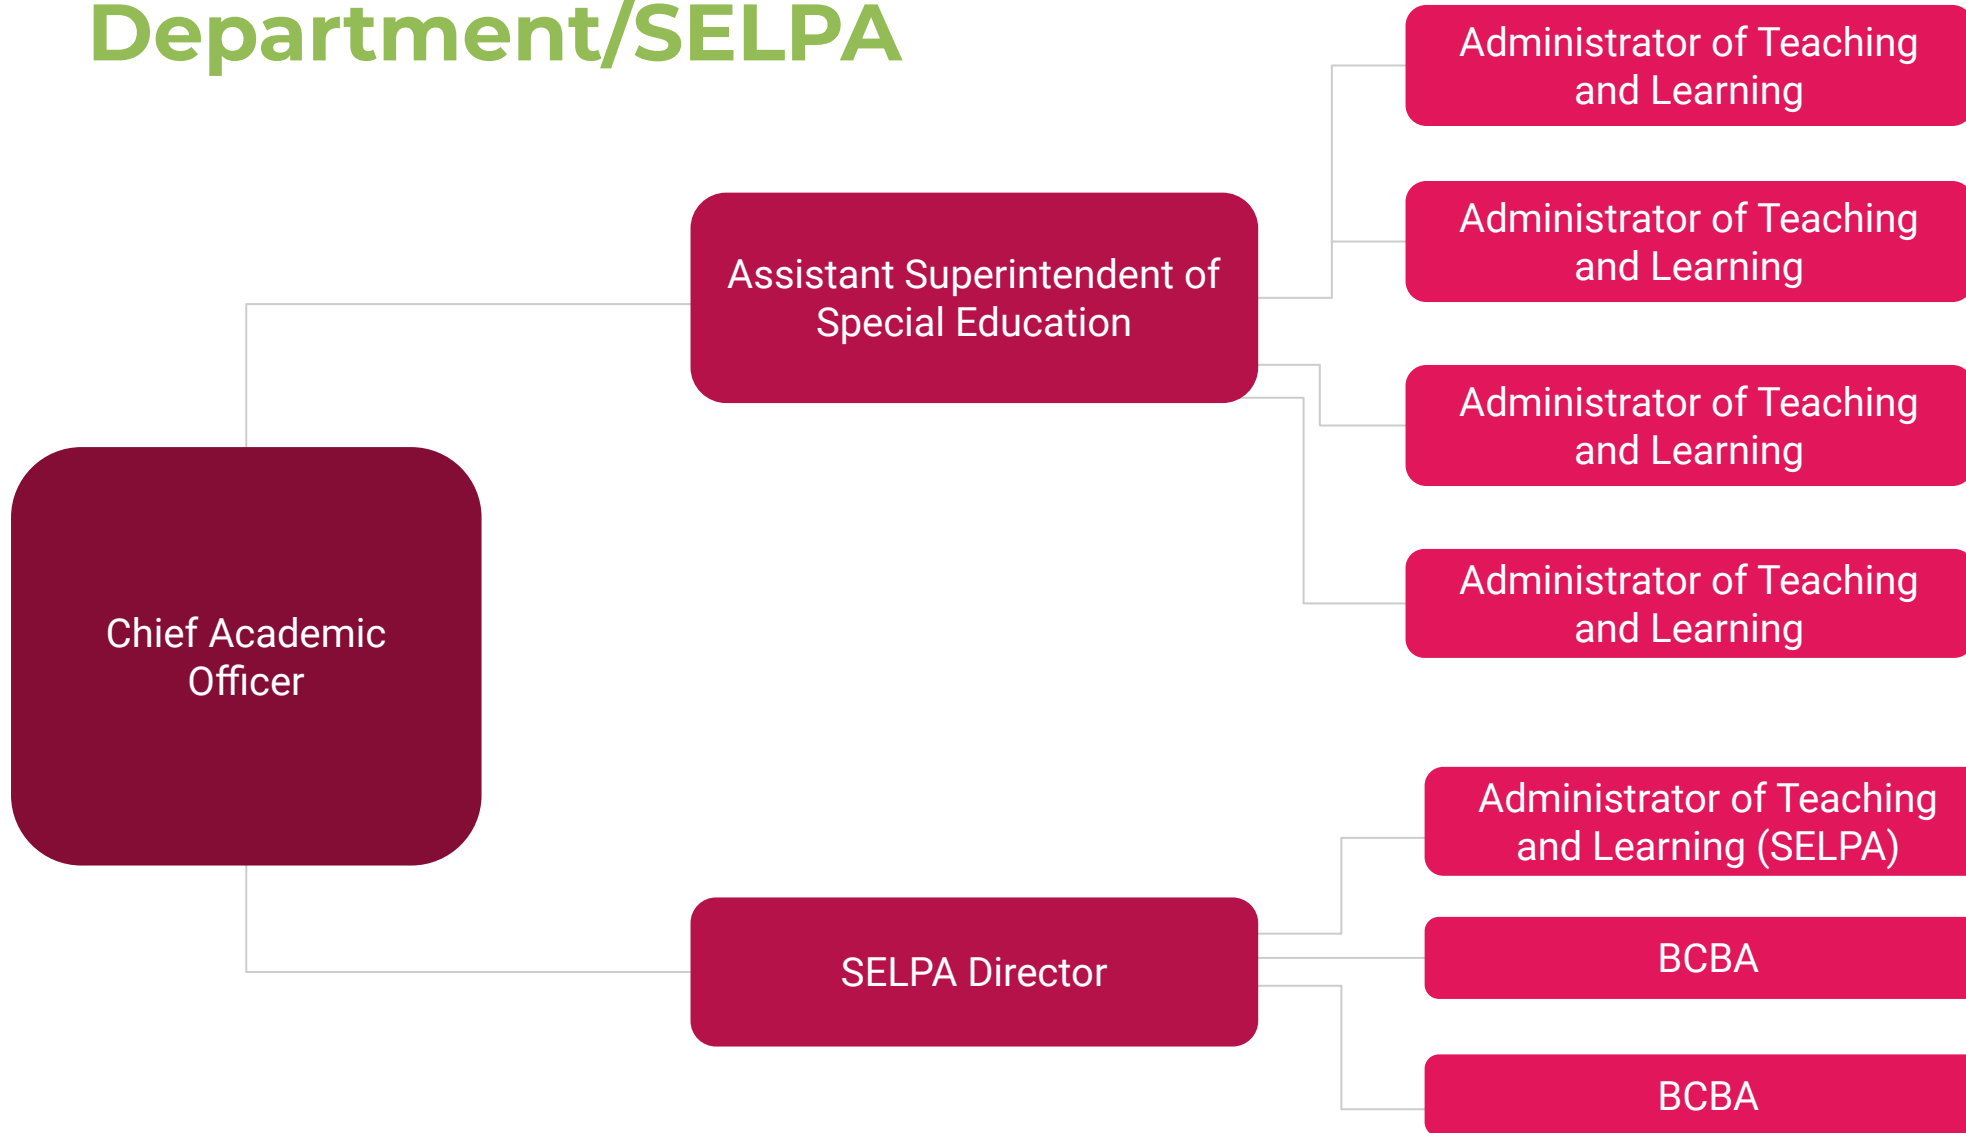 Department/SELPA
Administrator of Teaching
and Learning
Administrator of Teaching
and Learning
Assistant Superintendent of
Special Education
Administrator of Teaching
and Learning
Administrator of Teaching
and Learning
Chief Academic
Officer
Administrator of Teaching
and Learning (SELPA)
SELPA Director
BCBA
BCBA